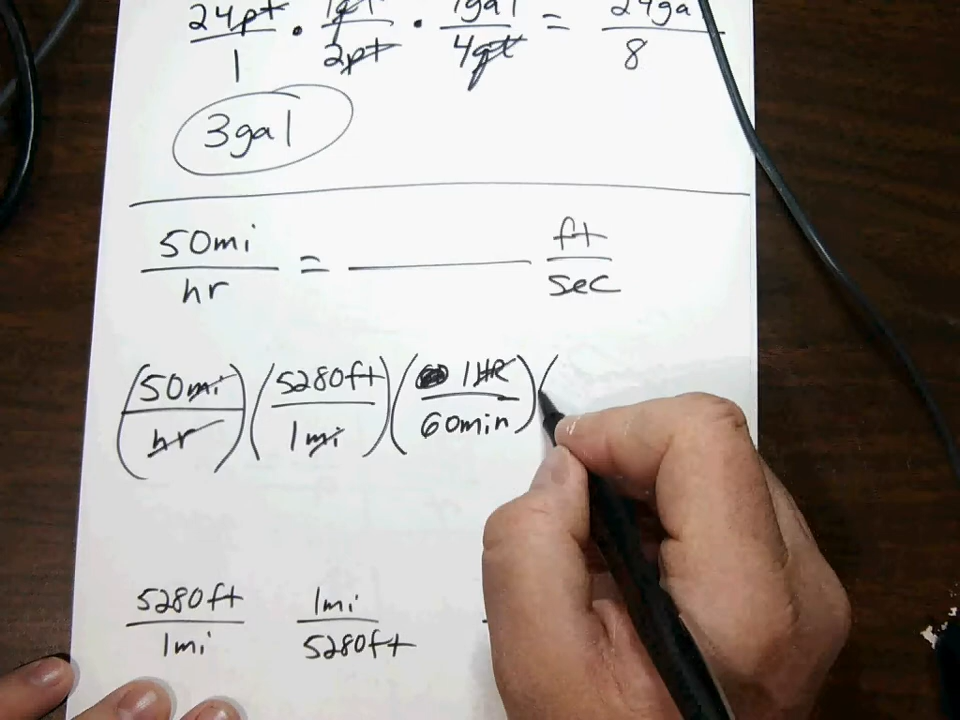 24pt/1 · 1qt/2pt · 1gal/4qt = 24gal/8
3gal
50mi/hr = ______ ft/sec
(50mi/hr)(5280ft/1mi)(1HR/60min)(
5280ft/1mi 1mi/5280ft